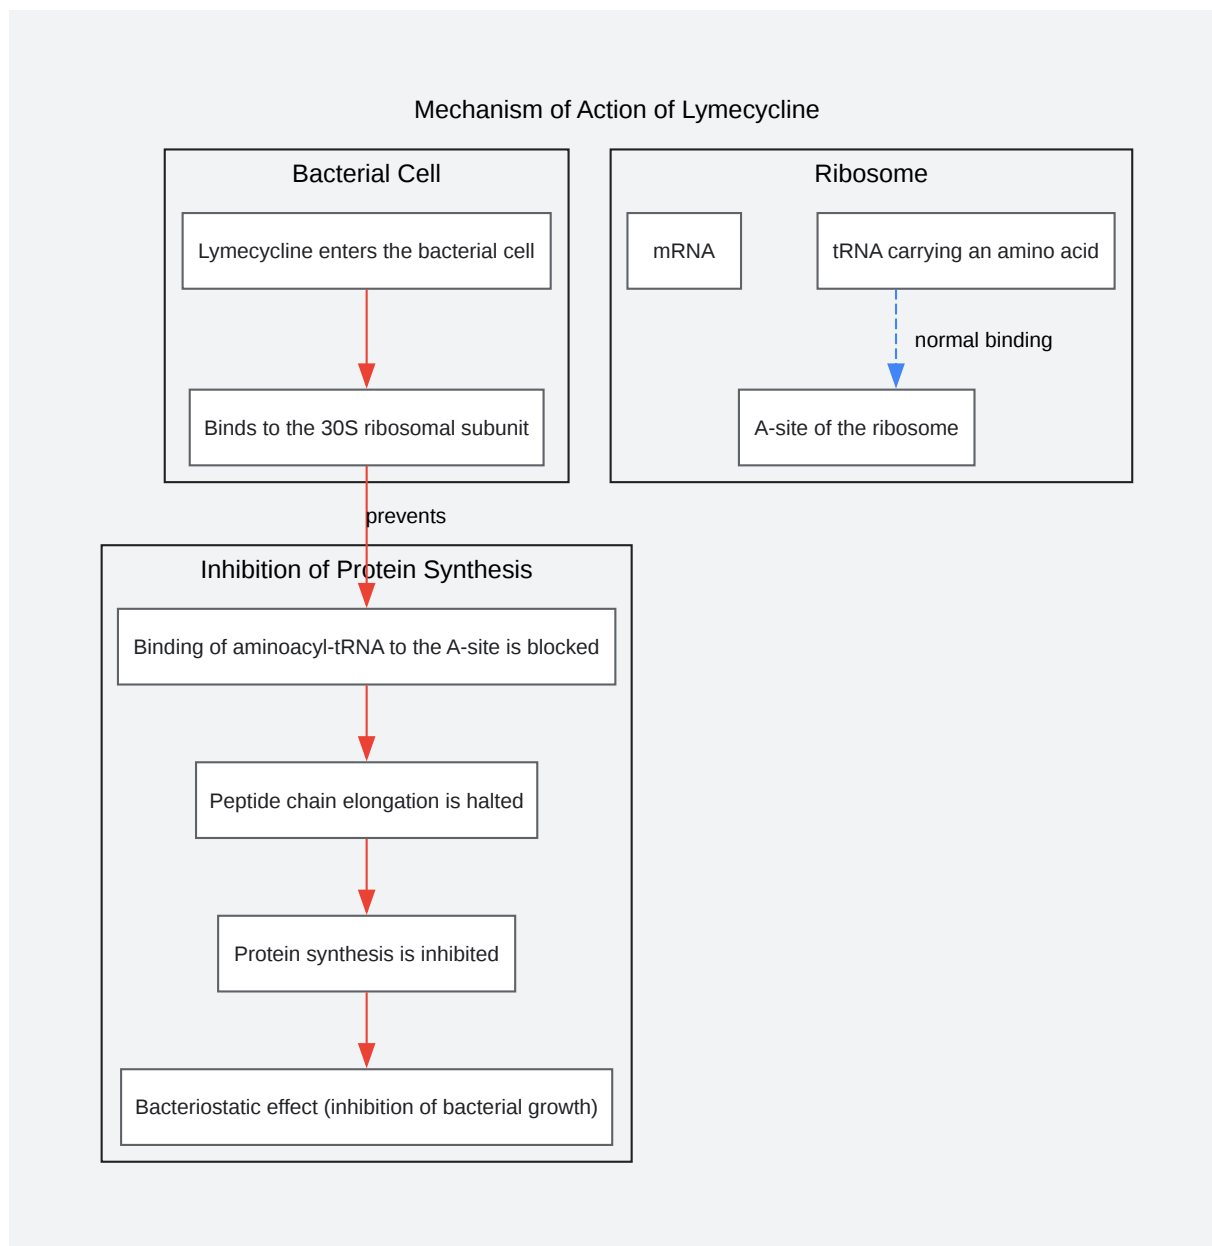 Mechanism of Action of Lymecycline
Bacterial Cell
Lymecycline enters the bacterial cell
Binds to the 30S ribosomal subunit
Ribosome
mRNA
tRNA carrying an amino acid
normal binding
A-site of the ribosome
prevents
Inhibition of Protein Synthesis
Binding of aminoacyl-tRNA to the A-site is blocked
Peptide chain elongation is halted
Protein synthesis is inhibited
Bacteriostatic effect (inhibition of bacterial growth)